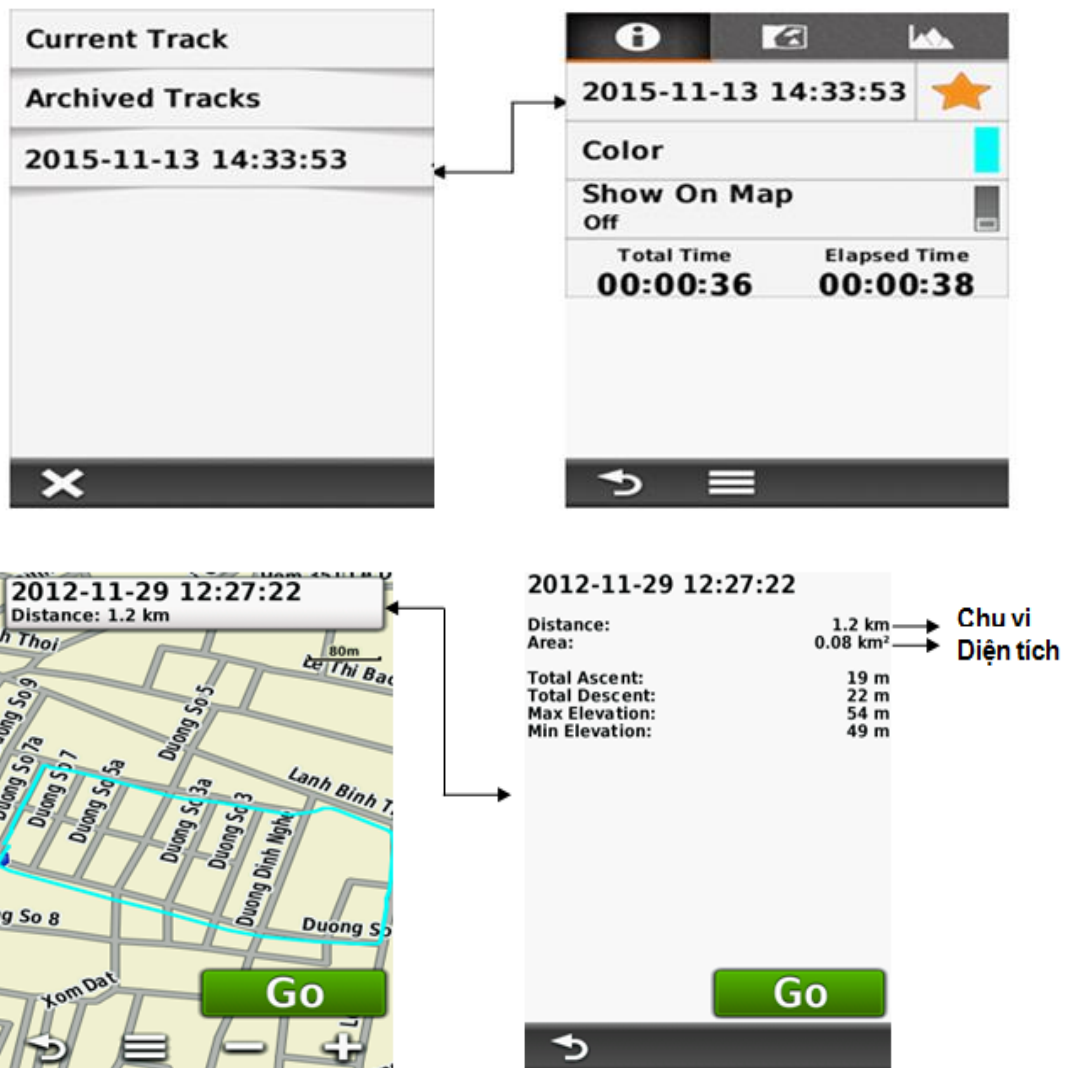 Current Track
Archived Tracks
2015-11-13 14:33:53
2015-11-13 14:33:53
Color
Show On Map
Off
Total Time
Elapsed Time
00:00:36
00:00:38
2012-11-29 12:27:22
Distance: 1.2 km
80m
Le Thi Bac
Thoi
Duong So 5
Duong So 7
Duong So 5a
Duong So 3a
Duong So 3
Duong Dinh Nghe
Lanh Binh T
So 8
Duong So
Xom Dat
Go
2012-11-29 12:27:22
Distance: 1.2 km
Area: 0.08 km²
Total Ascent: 19 m
Total Descent: 22 m
Max Elevation: 54 m
Min Elevation: 49 m
Go
Chu vi
Diện tích